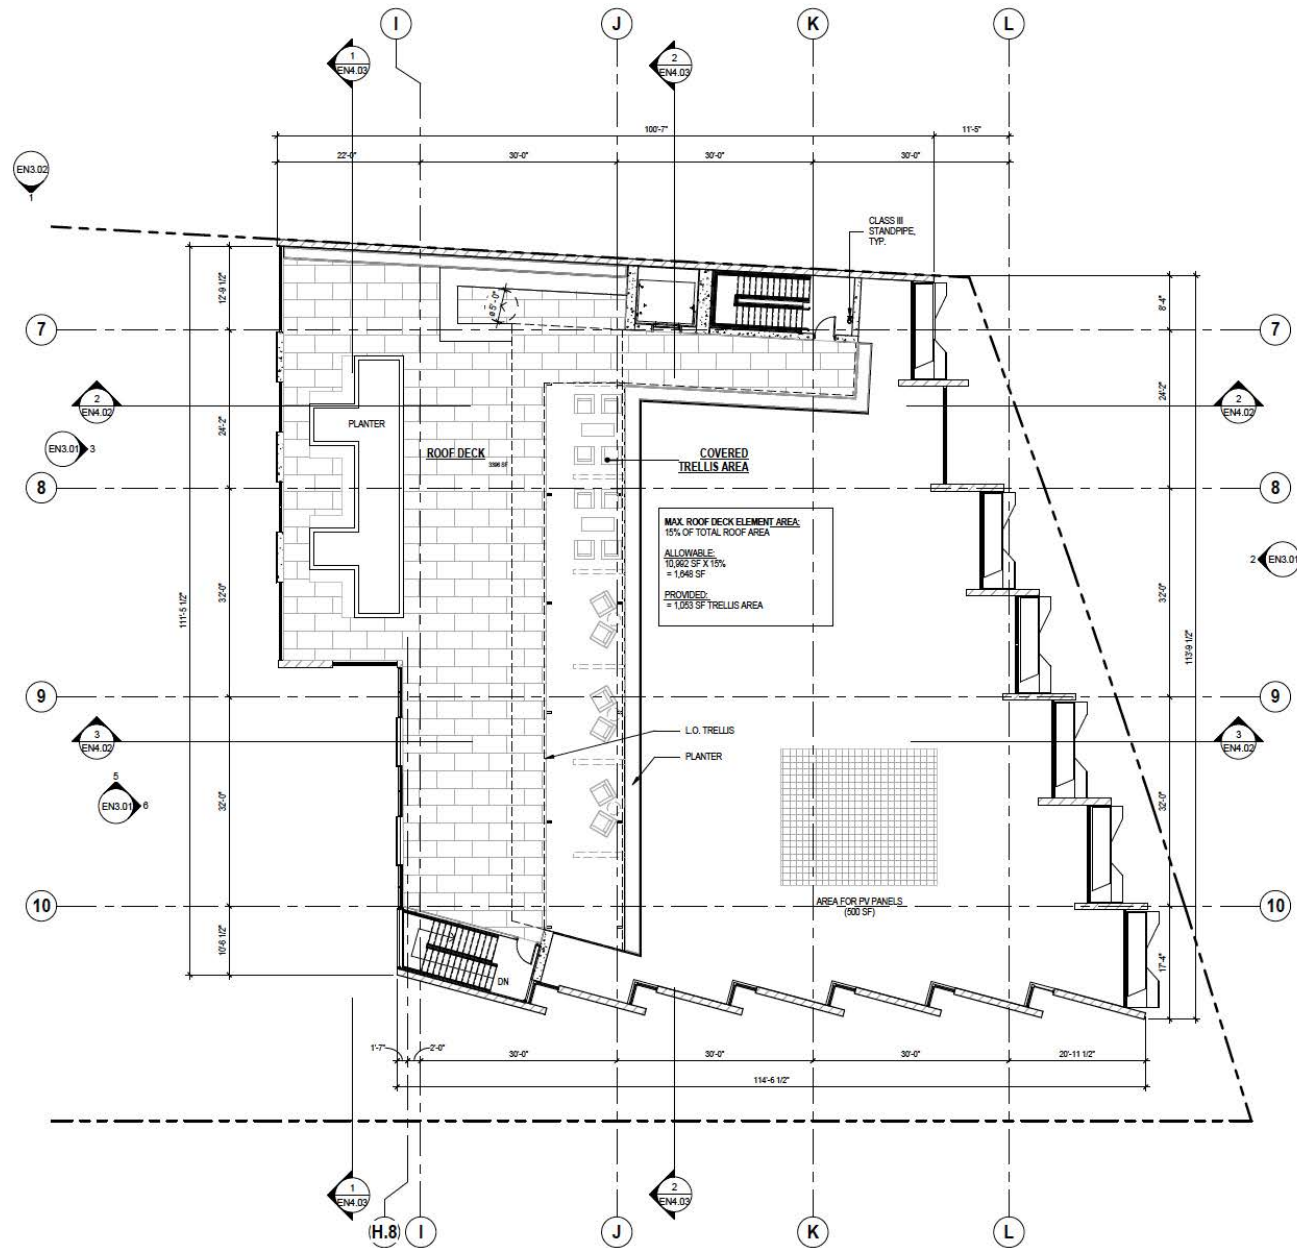 I
J
K
L
1
EN4.03
2
EN4.03
100'-7"
11'-5"
22'-0"
30'-0"
30'-0"
30'-0"
EN3.02
1
CLASS III
STANDPIPE,
TYP.
12'-9 1/2"
8'-4"
ø 5' - 0"
7
7
2
EN4.02
24'-2"
PLANTER
24'-2"
2
EN4.02
EN3.01
3
ROOF DECK
COVERED
TRELLIS AREA
8
8
MAX. ROOF DECK ELEMENT AREA:
15% OF TOTAL ROOF AREA
ALLOWABLE:
10,992 SF X 15%
= 1,648 SF
PROVIDED:
= 1,053 SF TRELLIS AREA
2
EN3.01
32'-0"
32'-0"
111'-5 1/2"
113'-9 1/2"
9
9
3
EN4.02
L.O. TRELLIS
3
EN4.02
PLANTER
5
EN3.01
6
32'-0"
32'-0"
AREA FOR PV PANELS
(500 SF)
10
10
10'-6 1/2"
17'-4"
DN
1'-7"
2'-0"
30'-0"
30'-0"
30'-0"
20'-11 1/2"
114'-6 1/2"
1
EN4.03
2
EN4.03
H.8
I
J
K
L